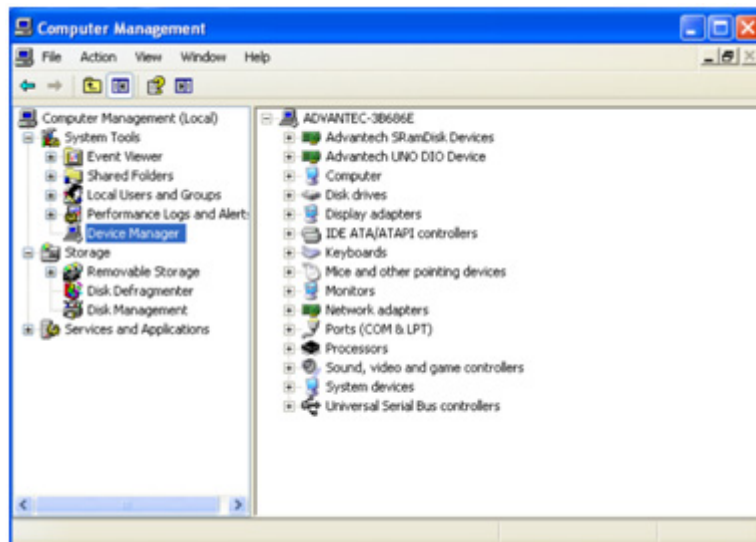 Computer Management
File Action View Window Help
Computer Management (Local)
System Tools
Event Viewer
Shared Folders
Local Users and Groups
Performance Logs and Alert:
Device Manager
Storage
Removable Storage
Disk Defragmenter
Disk Management
Services and Applications
ADVANTEC-3B686E
Advantech SRamDisk Devices
Advantech UNO DIO Device
Computer
Disk drives
Display adapters
IDE ATA/ATAPI controllers
Keyboards
Mice and other pointing devices
Monitors
Network adapters
Ports (COM & LPT)
Processors
Sound, video and game controllers
System devices
Universal Serial Bus controllers